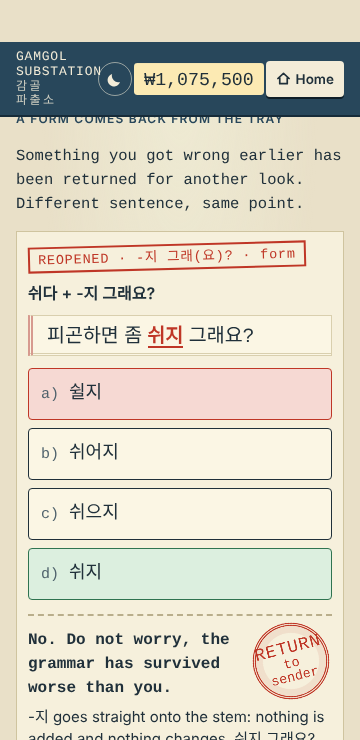 GAMGOL
SUBSTATION
감골
파출소
₩1,075,500
Home
A FORM COMES BACK FROM THE TRAY
Something you got wrong earlier has
been returned for another look.
Different sentence, same point.
REOPENED · -지 그래(요)? · form
쉬다 + -지 그래요?
피곤하면 좀 쉬지 그래요?
a) 쉴지
b) 쉬어지
c) 쉬으지
d) 쉬지
No. Do not worry, the
grammar has survived
worse than you.
RETURN
to
sender
-지 goes straight onto the stem: nothing is
added and nothing changes. 쉬지 그래요?